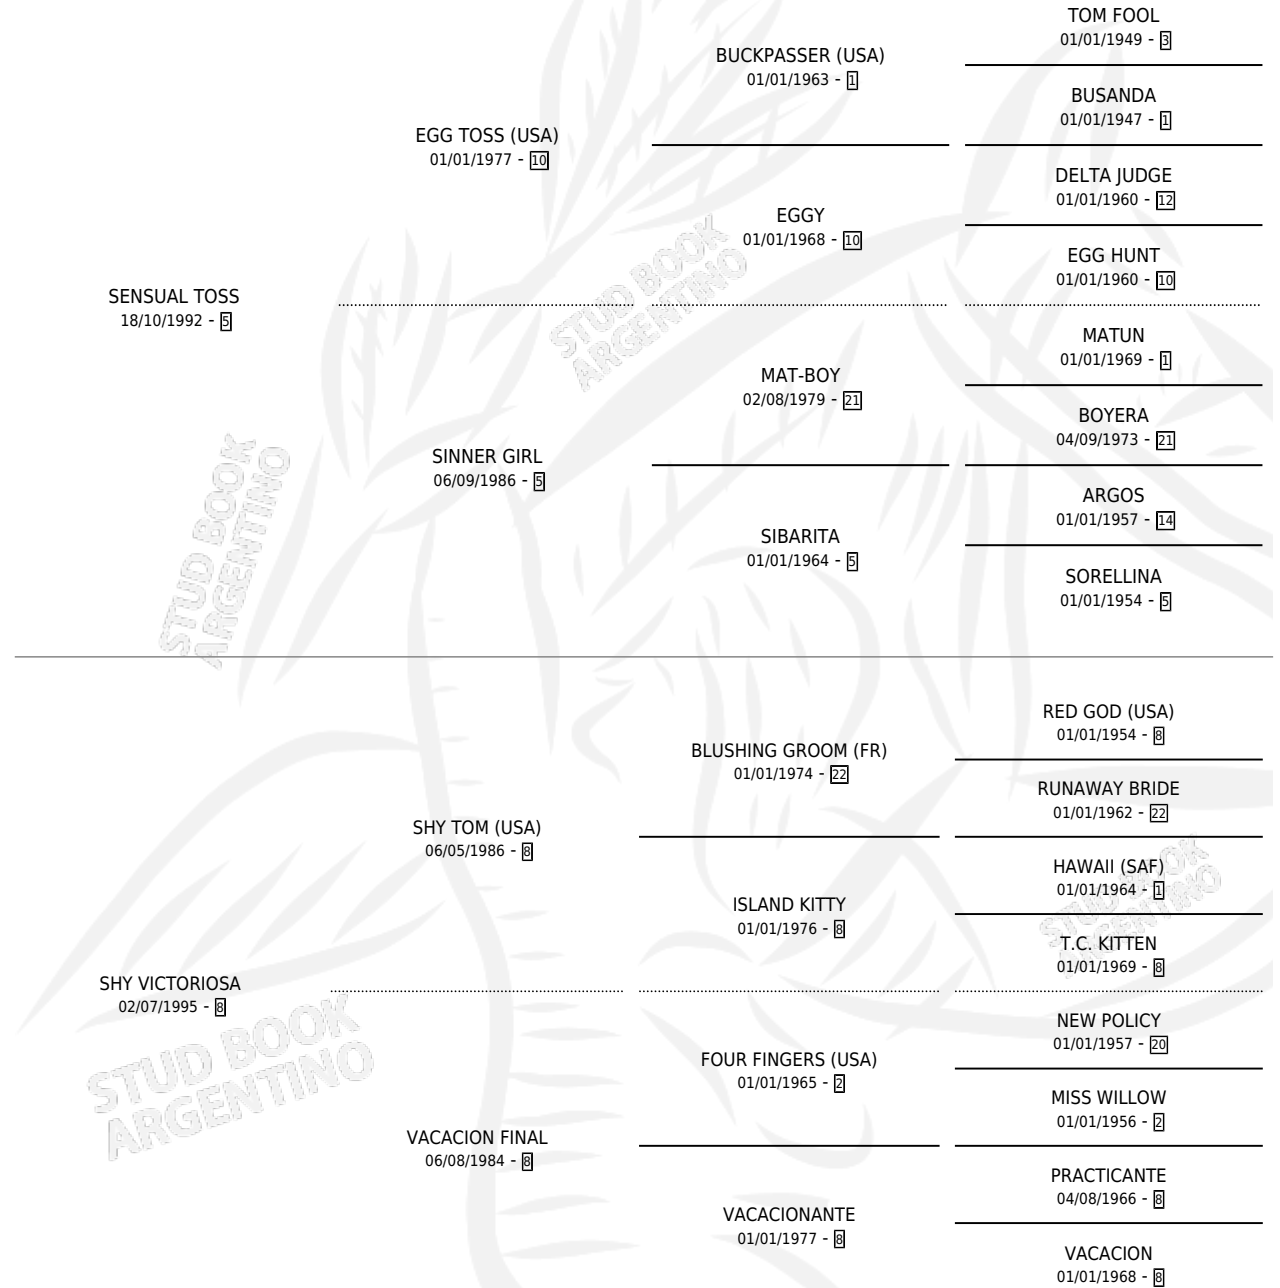 TOM FOOL
01/01/1949 - 3
BUCKPASSER (USA)
01/01/1963 - 1
BUSANDA
01/01/1947 - 1
EGG TOSS (USA)
01/01/1977 - 10
DELTA JUDGE
01/01/1960 - 12
EGGY
01/01/1968 - 10
EGG HUNT
01/01/1960 - 10
SENSUAL TOSS
18/10/1992 - 5
STUD BOOK
ARGENTINO
MATUN
01/01/1969 - 1
MAT-BOY
02/08/1979 - 21
BOYERA
04/09/1973 - 21
SINNER GIRL
06/09/1986 - 5
ARGOS
01/01/1957 - 14
SIBARITA
01/01/1964 - 5
SORELLINA
01/01/1954 - 5
STUD BOOK
ARGENTINO
RED GOD (USA)
01/01/1954 - 8
BLUSHING GROOM (FR)
01/01/1974 - 22
RUNAWAY BRIDE
01/01/1962 - 22
SHY TOM (USA)
06/05/1986 - 8
HAWAII (SAF)
01/01/1964 - 1
ISLAND KITTY
01/01/1976 - 8
STUD BOOK
ARGENTINO
T.C. KITTEN
01/01/1969 - 8
SHY VICTORIOSA
02/07/1995 - 8
NEW POLICY
01/01/1957 - 20
FOUR FINGERS (USA)
01/01/1965 - 2
STUD BOOK
ARGENTINO
MISS WILLOW
01/01/1956 - 2
VACACION FINAL
06/08/1984 - 8
PRACTICANTE
04/08/1966 - 8
VACACIONANTE
01/01/1977 - 8
VACACION
01/01/1968 - 8